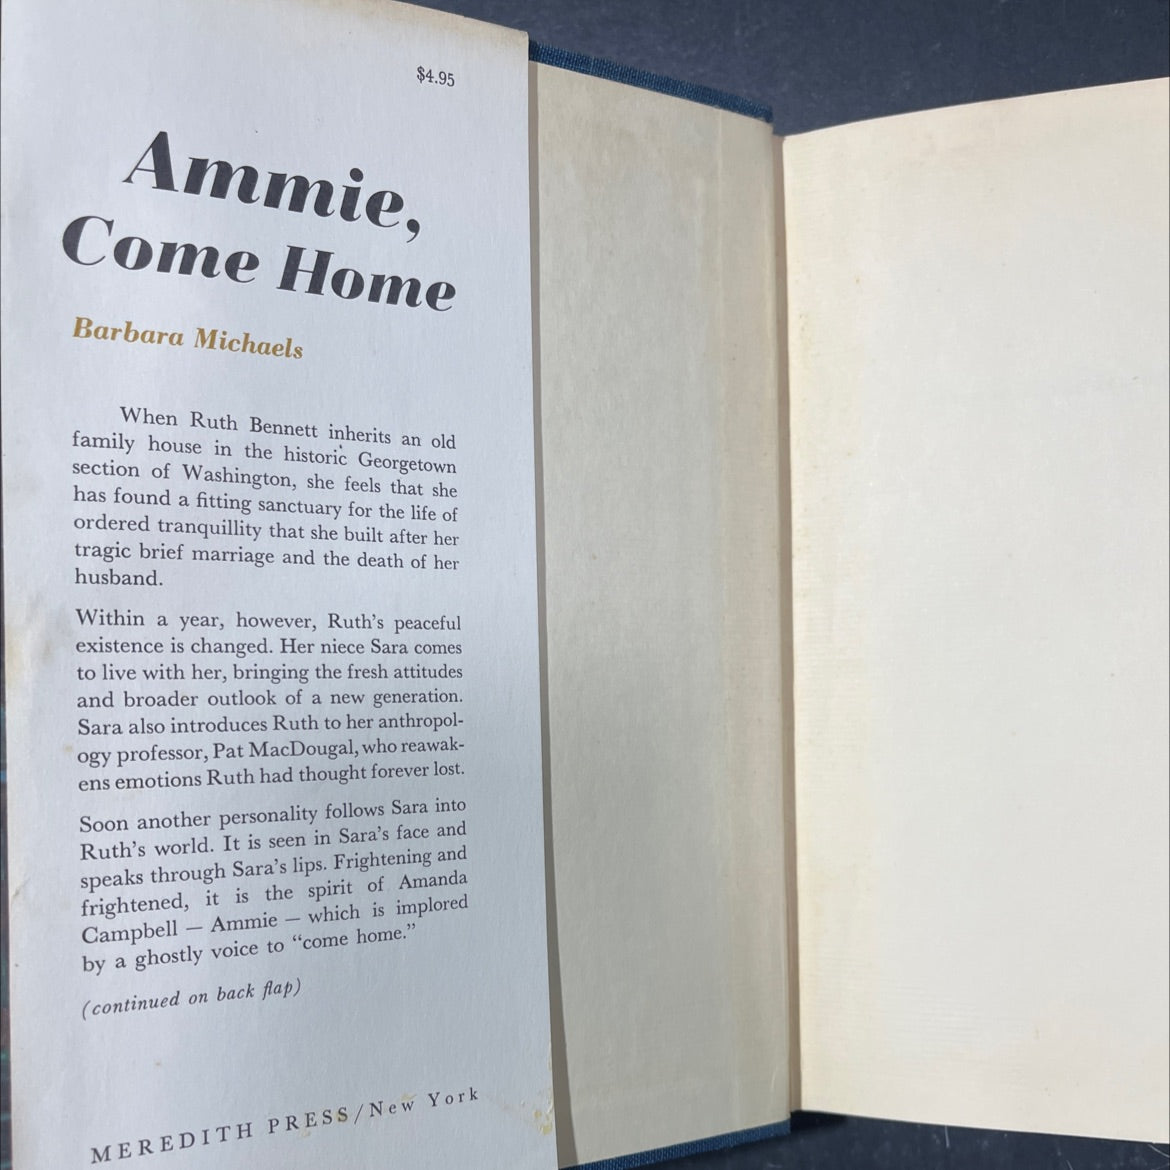 $4.95
Ammie,
Come Home
Barbara Michaels
When Ruth Bennett inherits an old
family house in the historic Georgetown
section of Washington, she feels that she
has found a fitting sanctuary for the life of
ordered tranquillity that she built after her
tragic brief marriage and the death of her
husband.
Within a year, however, Ruth's peaceful
existence is changed. Her niece Sara comes
to live with her, bringing the fresh attitudes
and broader outlook of a new generation.
Sara also introduces Ruth to her anthropol-
ogy professor, Pat MacDougal, who reawak-
ens emotions Ruth had thought forever lost.
Soon another personality follows Sara into
Ruth's world. It is seen in Sara's face and
speaks through Sara's lips. Frightening and
frightened, it is the spirit of Amanda
Campbell — Ammie — which is implored
by a ghostly voice to “come home.”
(continued on back flap)
MEREDITH PRESS/New York